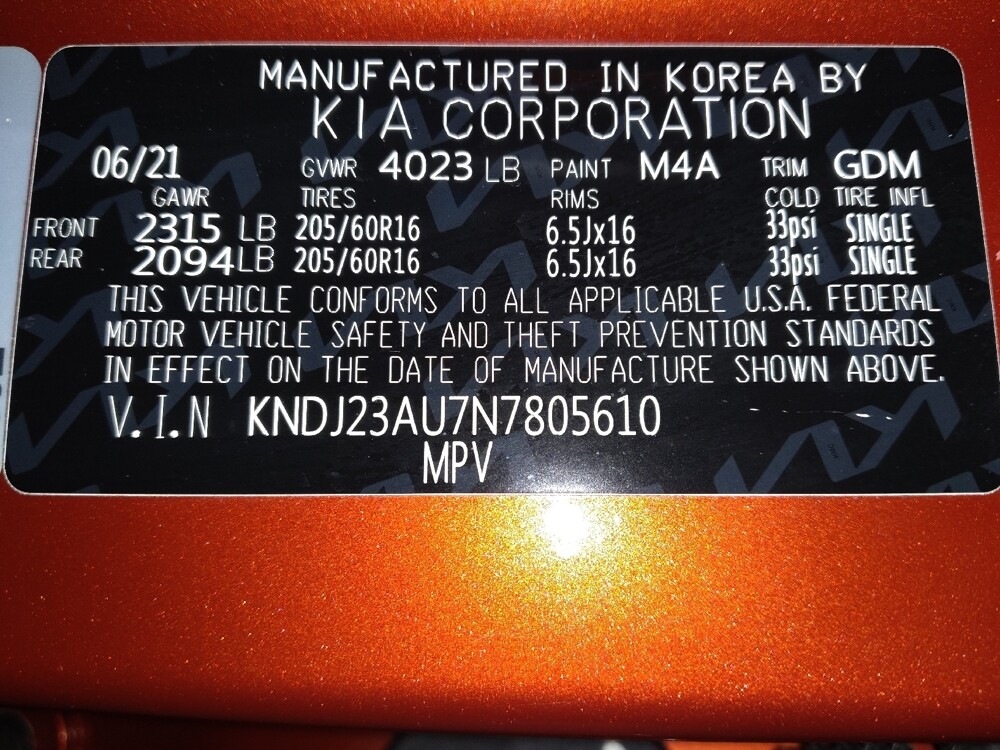 MANUFACTURED IN KOREA BY
KIA CORPORATION
06/21 GVWR 4023 LB PAINT M4A TRIM GDM
GAWR TIRES RIMS COLD TIRE INFL
FRONT 2315 LB 205/60R16 6.5Jx16 33psi SINGLE
REAR 2094 LB 205/60R16 6.5Jx16 33psi SINGLE
THIS VEHICLE CONFORMS TO ALL APPLICABLE U.S.A. FEDERAL
MOTOR VEHICLE SAFETY AND THEFT PREVENTION STANDARDS
IN EFFECT ON THE DATE OF MANUFACTURE SHOWN ABOVE.
V.I.N KNDJ23AU7N7805610
MPV